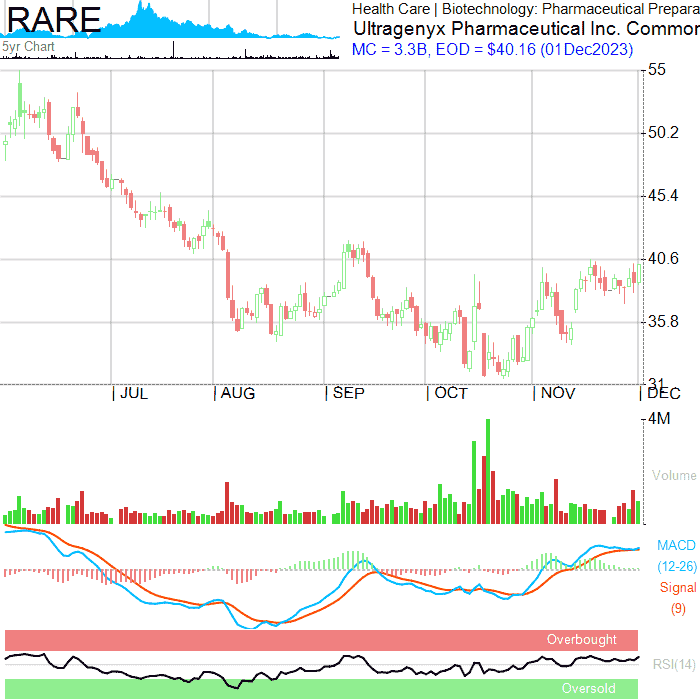 RARE
5yr Chart
Health Care | Biotechnology: Pharmaceutical Prepara
Ultragenyx Pharmaceutical Inc. Common
MC = 3.3B, EOD = $40.16 (01Dec2023)
55
50.2
45.4
40.6
35.8
31
JUL AUG SEP OCT NOV DEC
4M
Volume
MACD
(12-26)
Signal
(9)
Overbought
RSI(14)
Oversold